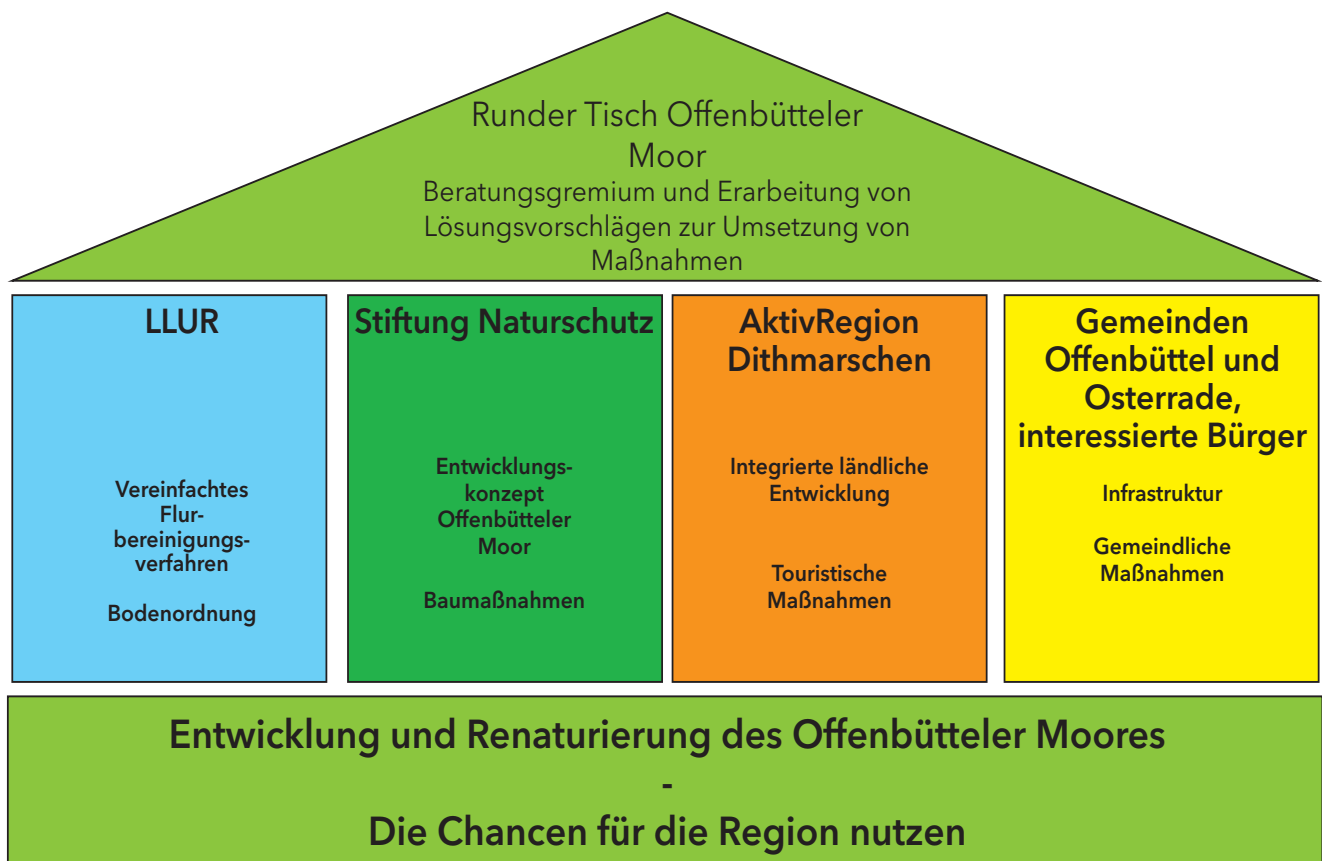 Runder Tisch Offenbütteler
Moor
Beratungsgremium und Erarbeitung von
Lösungsvorschlägen zur Umsetzung von
Maßnahmen
LLUR
Vereinfachtes
Flur-
bereinigungs-
verfahren
Bodenordnung
Stiftung Naturschutz
Entwicklungs-
konzept
Offenbütteler
Moor
Baumaßnahmen
AktivRegion
Dithmarschen
Integrierte ländliche
Entwicklung
Touristische
Maßnahmen
Gemeinden
Offenbüttel und
Osterrade,
interessierte Bürger
Infrastruktur
Gemeindliche
Maßnahmen
Entwicklung und Renaturierung des Offenbütteler Moores
-
Die Chancen für die Region nutzen